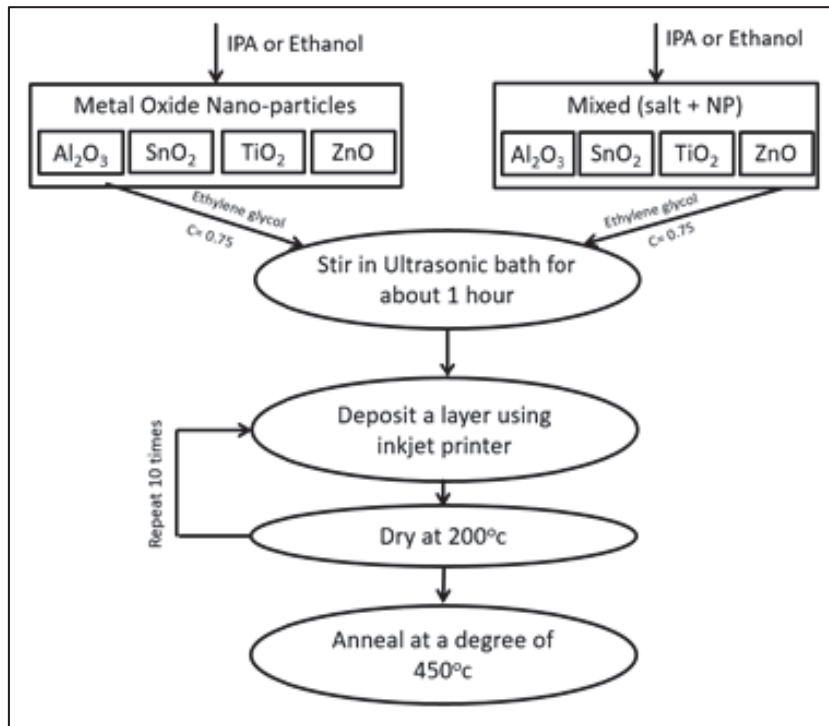 IPA or Ethanol
IPA or Ethanol
Metal Oxide Nano-particles
Al₂O₃ SnO₂ TiO₂ ZnO
Mixed (salt + NP)
Al₂O₃ SnO₂ TiO₂ ZnO
Ethylene glycol
C= 0.75
Ethylene glycol
C= 0.75
Stir in Ultrasonic bath for
about 1 hour
Deposit a layer using
inkjet printer
Repeat 10 times
Dry at 200°c
Anneal at a degree of
450°c